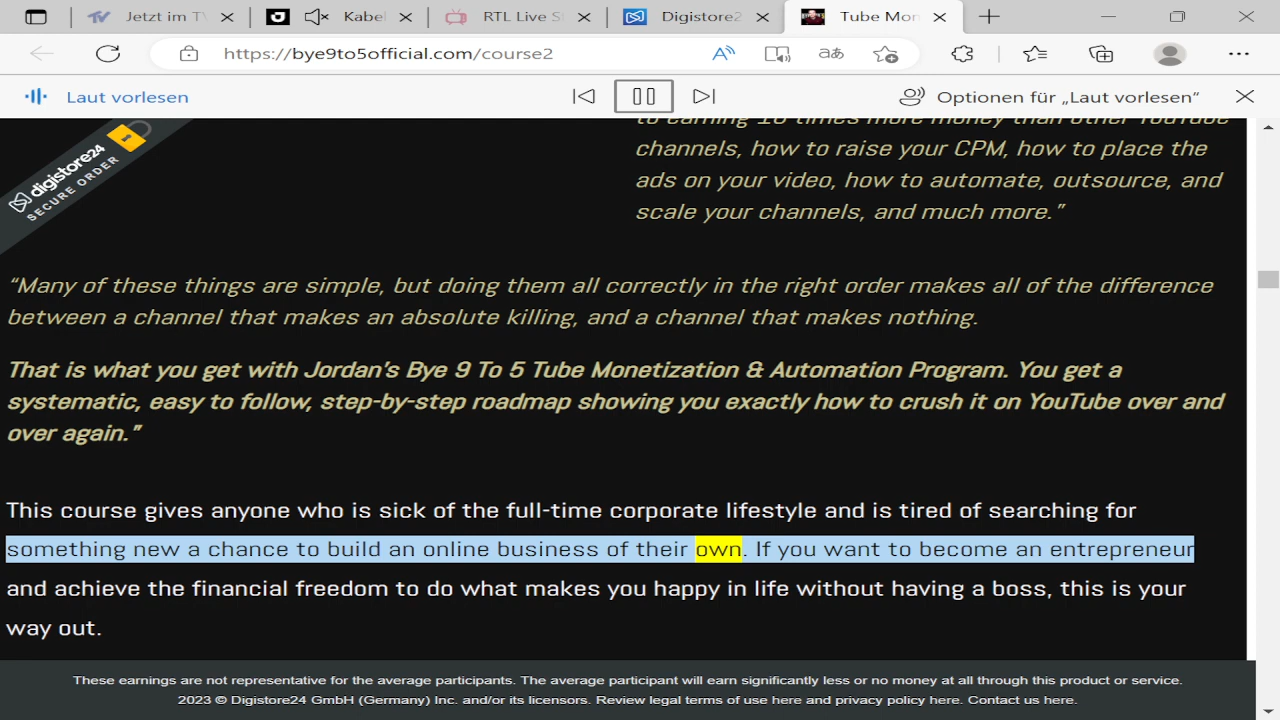 Jetzt im TV
Kabel
RTL Live S
Digistore2
Tube Mon
https://bye9to5official.com/course2
Laut vorlesen
Optionen für „Laut vorlesen“
digistore24
SECURE ORDER
to earning 10 times more money than other YouTube
channels, how to raise your CPM, how to place the
ads on your video, how to automate, outsource, and
scale your channels, and much more.”
“Many of these things are simple, but doing them all correctly in the right order makes all of the difference
between a channel that makes an absolute killing, and a channel that makes nothing.
That is what you get with Jordan's Bye 9 To 5 Tube Monetization & Automation Program. You get a
systematic, easy to follow, step-by-step roadmap showing you exactly how to crush it on YouTube over and
over again.”
This course gives anyone who is sick of the full-time corporate lifestyle and is tired of searching for
something new a chance to build an online business of their own. If you want to become an entrepreneur
and achieve the financial freedom to do what makes you happy in life without having a boss, this is your
way out.
These earnings are not representative for the average participants. The average participant will earn significantly less or no money at all through this product or service.
2023 © Digistore24 GmbH (Germany) Inc. and/or its licensors. Review legal terms of use here and privacy policy here. Contact us here.